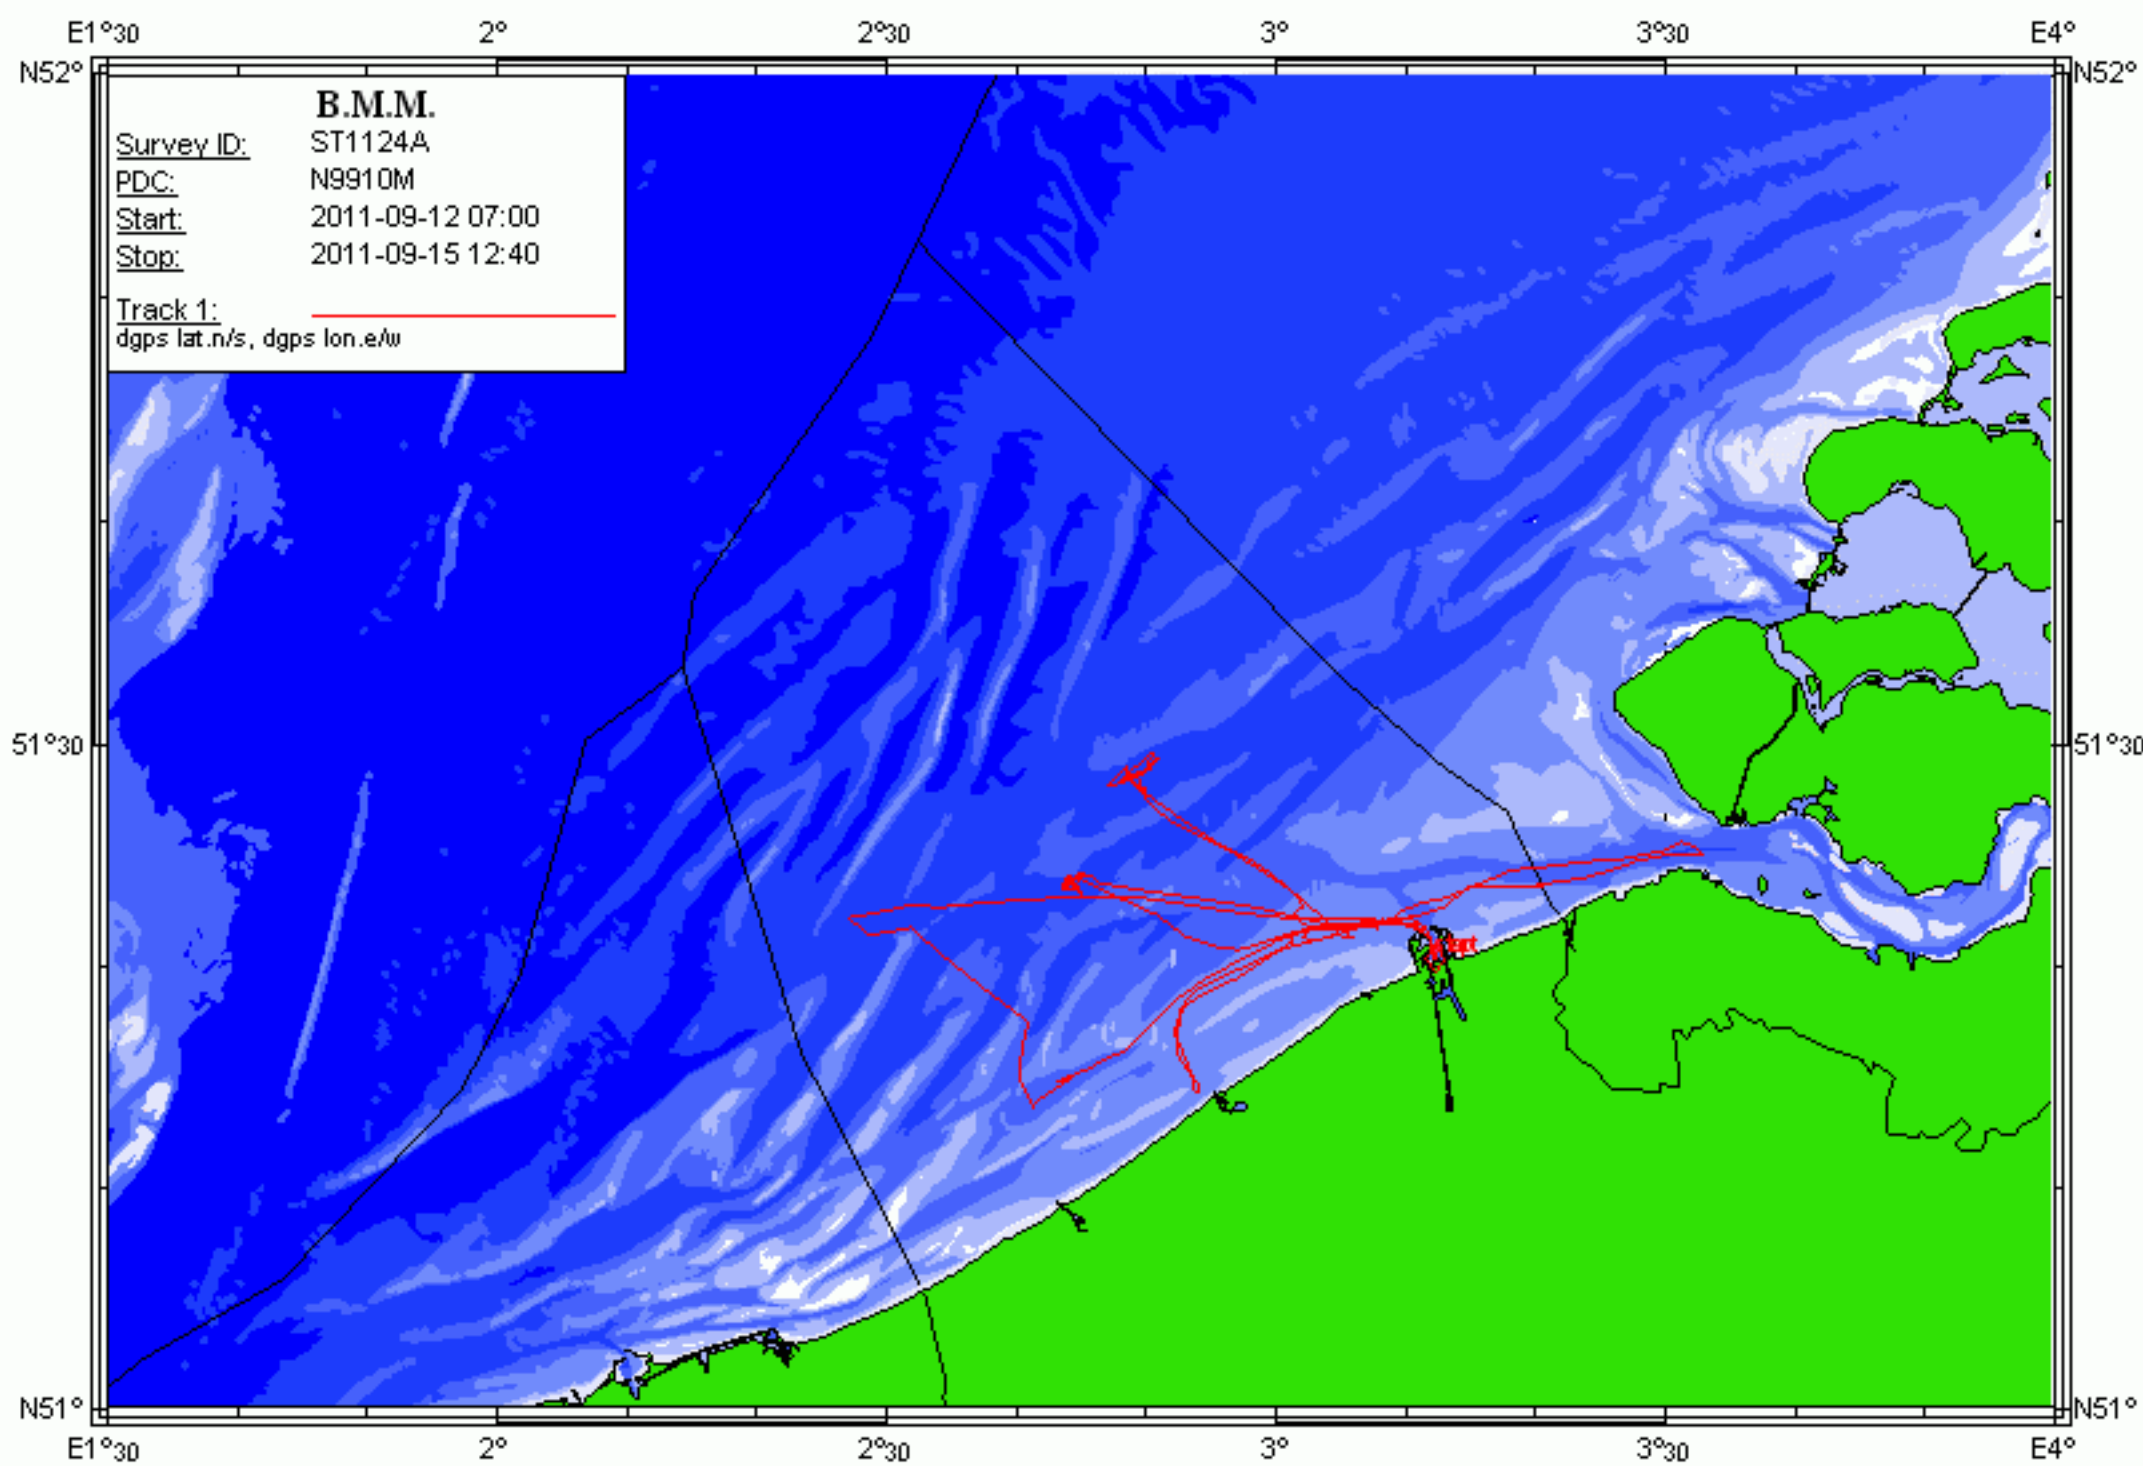 E1°30 2° 2°30 3° 3°30 E4°
N52° N52°
B.M.M.
Survey ID: ST1124A
PDC: N9910M
Start: 2011-09-12 07:00
Stop: 2011-09-15 12:40
Track 1:
dgps lat.n/s, dgps lon.e/w
51°30 51°30
N51° N51°
E1°30 2° 2°30 3° 3°30 E4°